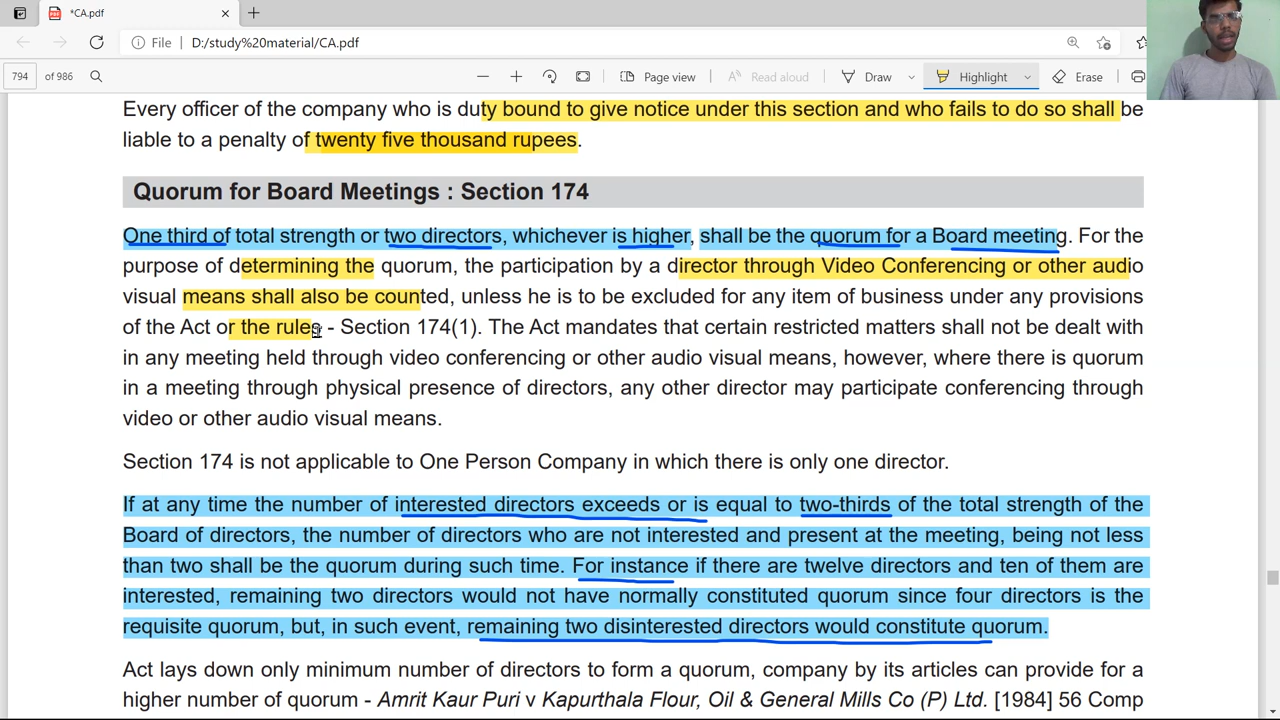 *CA.pdf
File D:/study%20material/CA.pdf
794 of 986 Page view Read aloud Draw Highlight Erase
Every officer of the company who is duty bound to give notice under this section and who fails to do so shall be
liable to a penalty of twenty five thousand rupees.
Quorum for Board Meetings : Section 174
One third of total strength or two directors, whichever is higher, shall be the quorum for a Board meeting. For the
purpose of determining the quorum, the participation by a director through Video Conferencing or other audio
visual means shall also be counted, unless he is to be excluded for any item of business under any provisions
of the Act or the rules - Section 174(1). The Act mandates that certain restricted matters shall not be dealt with
in any meeting held through video conferencing or other audio visual means, however, where there is quorum
in a meeting through physical presence of directors, any other director may participate conferencing through
video or other audio visual means.
Section 174 is not applicable to One Person Company in which there is only one director.
If at any time the number of interested directors exceeds or is equal to two-thirds of the total strength of the
Board of directors, the number of directors who are not interested and present at the meeting, being not less
than two shall be the quorum during such time. For instance if there are twelve directors and ten of them are
interested, remaining two directors would not have normally constituted quorum since four directors is the
requisite quorum, but, in such event, remaining two disinterested directors would constitute quorum.
Act lays down only minimum number of directors to form a quorum, company by its articles can provide for a
higher number of quorum - Amrit Kaur Puri v Kapurthala Flour, Oil & General Mills Co (P) Ltd. [1984] 56 Comp